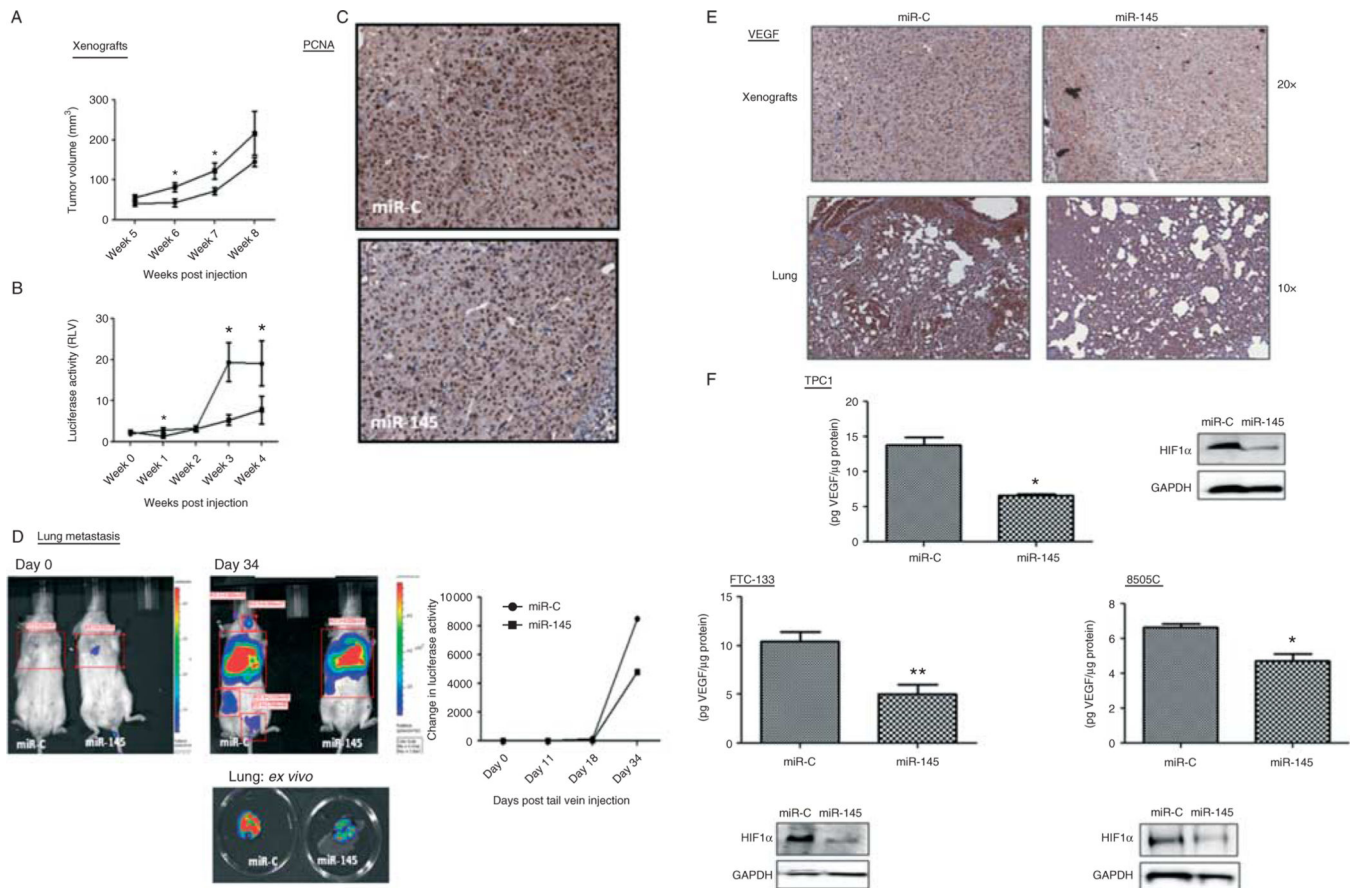 A
Xenografts
Tumor volume (mm³)
300
200
100
0
Week 5
Week 6
Week 7
Week 8
*
*
Weeks post injection
B
Luciferase activity (RLV)
30
20
10
0
Week 0
Week 1
Week 2
Week 3
Week 4
*
*
*
Weeks post injection
PCNA
C
miR-C
miR-145
D
Lung metastasis
Day 0
Day 34
miR-C
miR-145
miR-C
miR-145
Change in luciferase activity
10000
8000
6000
4000
2000
0
miR-C
miR-145
Day 0
Day 11
Day 18
Day 34
Days post tail vein injection
Lung: ex vivo
miR-C
miR-145
E
miR-C
miR-145
VEGF
Xenografts
20×
Lung
10×
F
TPC1
(pg VEGF/µg protein)
15
10
5
0
*
miR-C
miR-145
miR-C miR-145
HIF1α
GAPDH
FTC-133
(pg VEGF/µg protein)
15
10
5
0
**
miR-C
miR-145
miR-C miR-145
HIF1α
GAPDH
8505C
(pg VEGF/µg protein)
8
6
4
2
0
*
miR-C
miR-145
miR-C miR-145
HIF1α
GAPDH